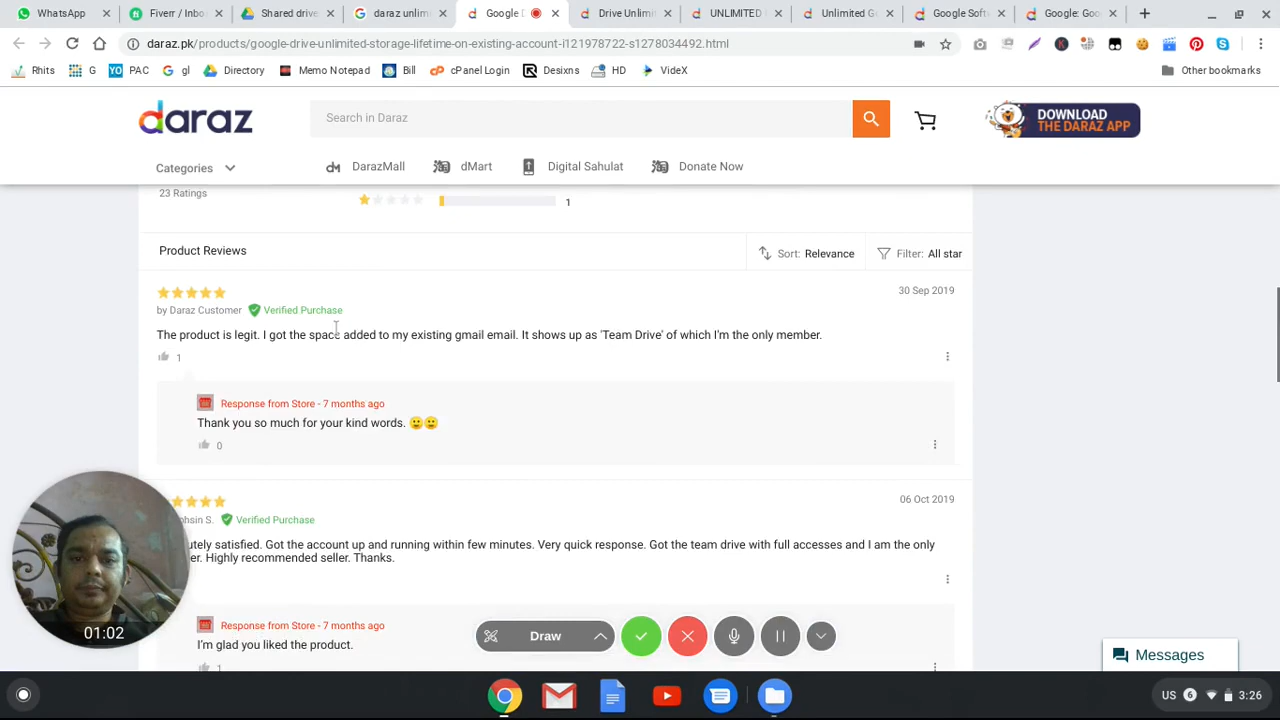 WhatsApp
Fiverr / Inbo
Shared drive
daraz unlim
Google D
Drive Unlim
UNLIMITED
Unlimited G
Google Soft
Google: Goo
daraz.pk/products/google-drive-unlimited-storage-lifetime-on-existing-account-i121978722-s1278034492.html
Rhits
G
YO PAC
gl
Directory
Memo Notepad
Bill
cPanel Login
Desixns
HD
VideX
Other bookmarks
daraz
Search in Daraz
DOWNLOAD
THE DARAZ APP
Categories
DarazMall
dMart
Digital Sahulat
Donate Now
23 Ratings
1
Product Reviews
Sort: Relevance
Filter: All star
30 Sep 2019
by Daraz Customer Verified Purchase
The product is legit. I got the space added to my existing gmail email. It shows up as 'Team Drive' of which I'm the only member.
1
Response from Store - 7 months ago
Thank you so much for your kind words. 🙂🙂
0
06 Oct 2019
ohsin S. Verified Purchase
utely satisfied. Got the account up and running within few minutes. Very quick response. Got the team drive with full accesses and I am the only
er. Highly recommended seller. Thanks.
Response from Store - 7 months ago
I'm glad you liked the product.
1
01:02
Draw
Messages
US 6 3:26